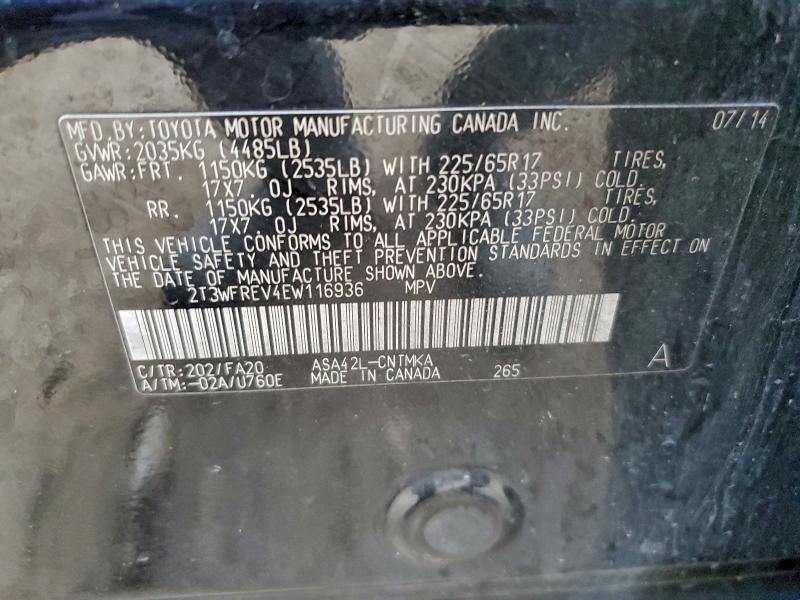 MFD.BY:TOYOTA MOTOR MANUFACTURING CANADA INC. 07/14
GVWR:2035KG (4485LB)
GAWR:FRT. 1150KG (2535LB) WITH 225/65R17 TIRES,
17X7 0J RIMS, AT 230KPA (33PSI) COLD.
RR. 1150KG (2535LB) WITH 225/65R17 TIRES,
17X7 0J RIMS, AT 230KPA (33PSI) COLD.
THIS VEHICLE CONFORMS TO ALL APPLICABLE FEDERAL MOTOR
VEHICLE SAFETY AND THEFT PREVENTION STANDARDS IN EFFECT ON
THE DATE OF MANUFACTURE SHOWN ABOVE.
2T3WFREV4EW116936 MPV
C/TR:202/FA20 ASA42L-CNTMKA A
A/TM:-02A/U760E MADE IN CANADA 265